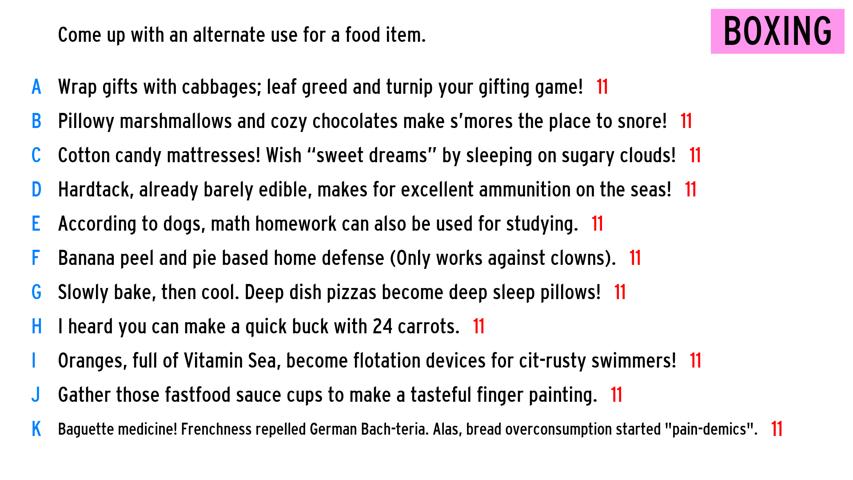 Come up with an alternate use for a food item.
BOXING
A Wrap gifts with cabbages; leaf greed and turnip your gifting game! 11
B Pillowy marshmallows and cozy chocolates make s’mores the place to snore! 11
C Cotton candy mattresses! Wish “sweet dreams” by sleeping on sugary clouds! 11
D Hardtack, already barely edible, makes for excellent ammunition on the seas! 11
E According to dogs, math homework can also be used for studying. 11
F Banana peel and pie based home defense (Only works against clowns). 11
G Slowly bake, then cool. Deep dish pizzas become deep sleep pillows! 11
H I heard you can make a quick buck with 24 carrots. 11
I Oranges, full of Vitamin Sea, become flotation devices for cit-rusty swimmers! 11
J Gather those fastfood sauce cups to make a tasteful finger painting. 11
K Baguette medicine! Frenchness repelled German Bach-teria. Alas, bread overconsumption started "pain-demics". 11